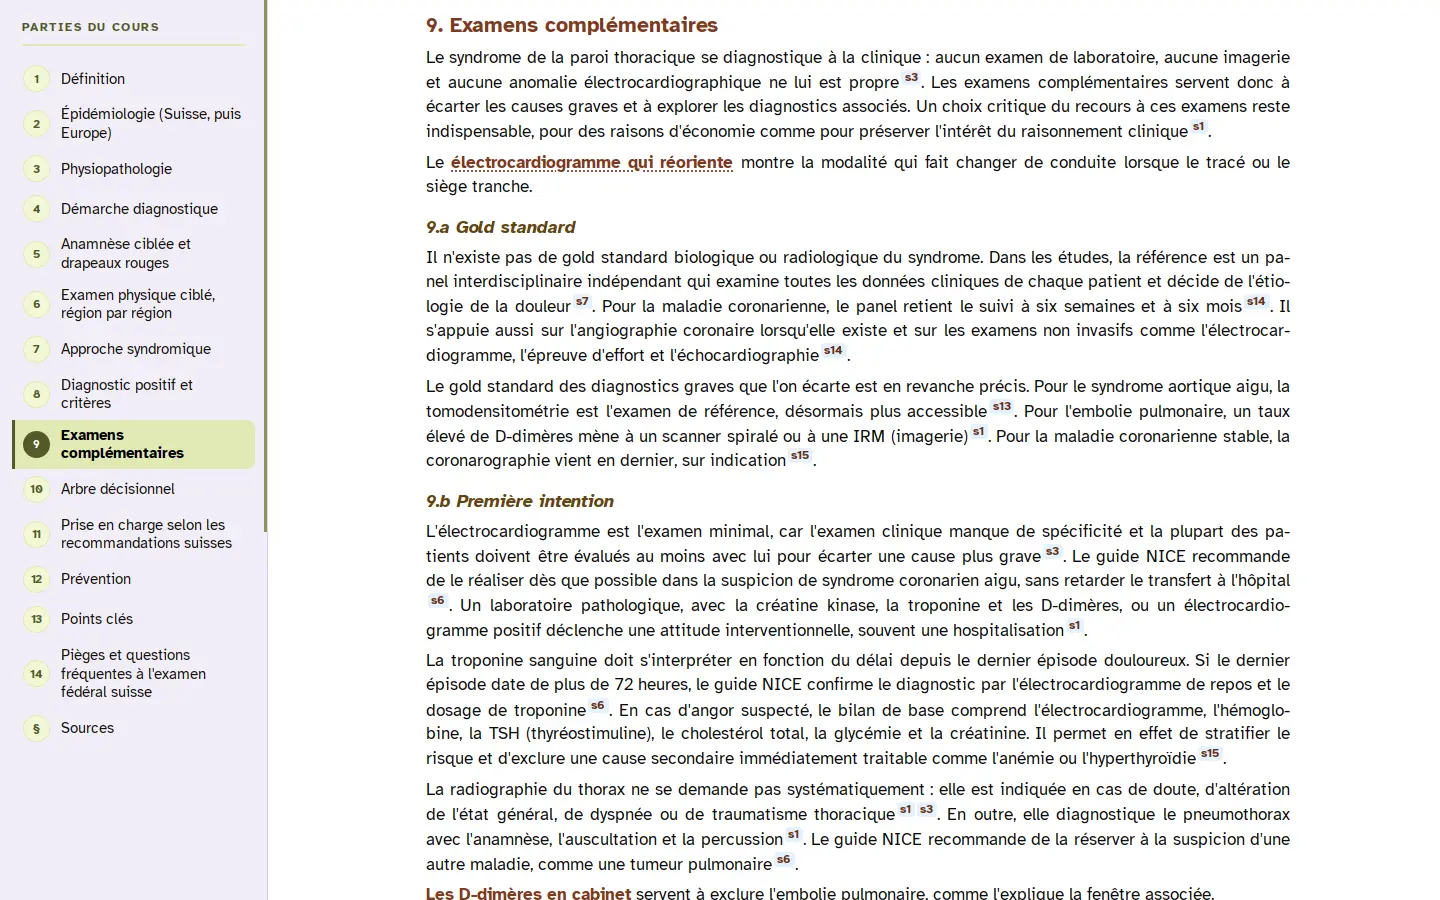 PARTIES DU COURS
1 Définition
2 Épidémiologie (Suisse, puis
Europe)
3 Physiopathologie
4 Démarche diagnostique
5 Anamnèse ciblée et
drapeaux rouges
6 Examen physique ciblé,
région par région
7 Approche syndromique
8 Diagnostic positif et
critères
9 Examens
complémentaires
10 Arbre décisionnel
11 Prise en charge selon les
recommandations suisses
12 Prévention
13 Points clés
14 Pièges et questions
fréquentes à l'examen
fédéral suisse
§ Sources
9. Examens complémentaires
Le syndrome de la paroi thoracique se diagnostique à la clinique : aucun examen de laboratoire, aucune imagerie
et aucune anomalie électrocardiographique ne lui est propre s3. Les examens complémentaires servent donc à
écarter les causes graves et à explorer les diagnostics associés. Un choix critique du recours à ces examens reste
indispensable, pour des raisons d'économie comme pour préserver l'intérêt du raisonnement clinique s1.
Le électrocardiogramme qui réoriente montre la modalité qui fait changer de conduite lorsque le tracé ou le
siège tranche.
9.a Gold standard
Il n'existe pas de gold standard biologique ou radiologique du syndrome. Dans les études, la référence est un pa-
nel interdisciplinaire indépendant qui examine toutes les données cliniques de chaque patient et décide de l'étio-
logie de la douleur s7. Pour la maladie coronarienne, le panel retient le suivi à six semaines et à six mois s14. Il
s'appuie aussi sur l'angiographie coronaire lorsqu'elle existe et sur les examens non invasifs comme l'électrocar-
diogramme, l'épreuve d'effort et l'échocardiographie s14.
Le gold standard des diagnostics graves que l'on écarte est en revanche précis. Pour le syndrome aortique aigu, la
tomodensitométrie est l'examen de référence, désormais plus accessible s13. Pour l'embolie pulmonaire, un taux
élevé de D-dimères mène à un scanner spiralé ou à une IRM (imagerie) s1. Pour la maladie coronarienne stable, la
coronarographie vient en dernier, sur indication s15.
9.b Première intention
L'électrocardiogramme est l'examen minimal, car l'examen clinique manque de spécificité et la plupart des pa-
tients doivent être évalués au moins avec lui pour écarter une cause plus grave s3. Le guide NICE recommande
de le réaliser dès que possible dans la suspicion de syndrome coronarien aigu, sans retarder le transfert à l'hôpital
s6. Un laboratoire pathologique, avec la créatine kinase, la troponine et les D-dimères, ou un électrocardio-
gramme positif déclenche une attitude interventionnelle, souvent une hospitalisation s1.
La troponine sanguine doit s'interpréter en fonction du délai depuis le dernier épisode douloureux. Si le dernier
épisode date de plus de 72 heures, le guide NICE confirme le diagnostic par l'électrocardiogramme de repos et le
dosage de troponine s6. En cas d'angor suspecté, le bilan de base comprend l'électrocardiogramme, l'hémoglo-
bine, la TSH (thyréostimuline), le cholestérol total, la glycémie et la créatinine. Il permet en effet de stratifier le
risque et d'exclure une cause secondaire immédiatement traitable comme l'anémie ou l'hyperthyroïdie s15.
La radiographie du thorax ne se demande pas systématiquement : elle est indiquée en cas de doute, d'altération
de l'état général, de dyspnée ou de traumatisme thoracique s1 s3. En outre, elle diagnostique le pneumothorax
avec l'anamnèse, l'auscultation et la percussion s1. Le guide NICE recommande de la réserver à la suspicion d'une
autre maladie, comme une tumeur pulmonaire s6.
Les D-dimères en cabinet servent à exclure l'embolie pulmonaire, comme l'explique la fenêtre associée.